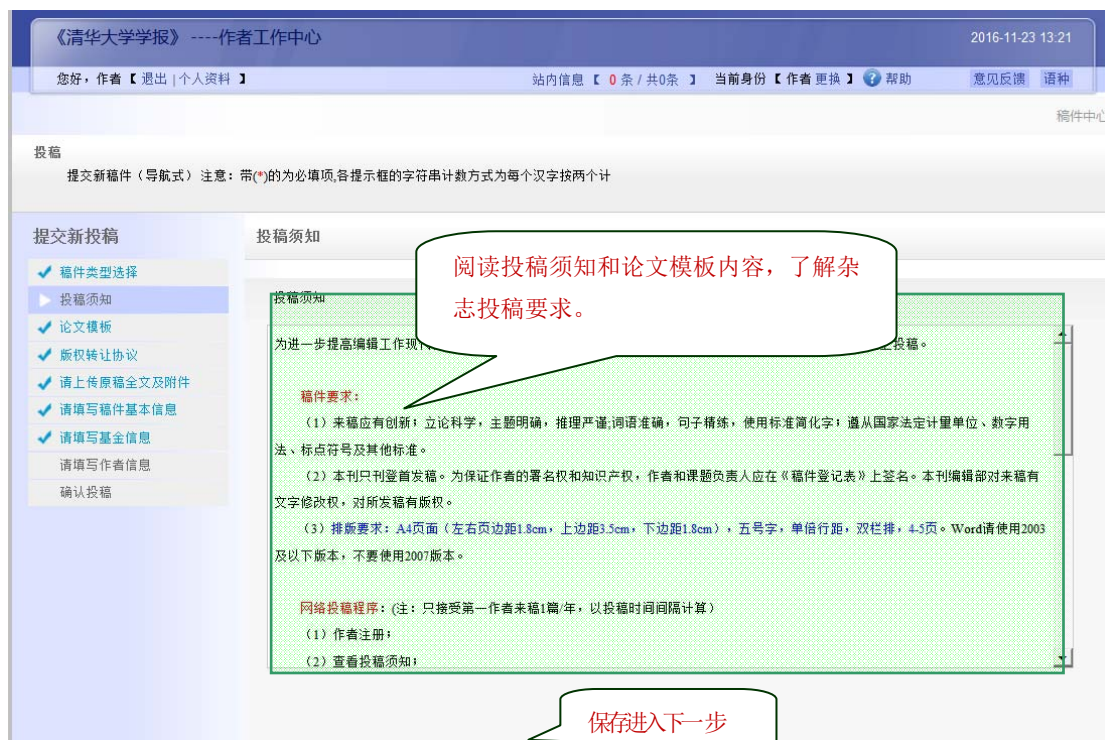 《清华大学学报》 ----作者工作中心
2016-11-23 13:21
您好，作者【 退出 | 个人资料 】
站内信息【 0 条 / 共0条 】 当前身份【 作者 更换 】 帮助
意见反馈 语种
稿件中心
投稿
提交新稿件（导航式）注意：带(*)的为必填项,各提示框的字符串计数方式为每个汉字按两个计
提交新投稿
稿件类型选择
投稿须知
论文模板
版权转让协议
请上传原稿全文及附件
请填写稿件基本信息
请填写基金信息
请填写作者信息
确认投稿
投稿须知
阅读投稿须知和论文模板内容，了解杂
志投稿要求。
投稿须知
为进一步提高编辑工作现
上投稿。
稿件要求：
（1）来稿应有创新；立论科学，主题明确，推理严谨;词语准确，句子精练，使用标准简化字；遵从国家法定计量单位、数字用
法、标点符号及其他标准。
（2）本刊只刊登首发稿。为保证作者的署名权和知识产权，作者和课题负责人应在《稿件登记表》上签名。本刊编辑部对来稿有
文字修改权，对所发稿有版权。
（3）排版要求：A4页面（左右页边距1.8cm，上边距3.5cm，下边距1.8cm），五号字，单倍行距，双栏排，4-5页。Word请使用2003
及以下版本，不要使用2007版本。
网络投稿程序：(注：只接受第一作者来稿1篇/年，以投稿时间间隔计算）
（1）作者注册；
（2）查看投稿须知；
保存进入下一步